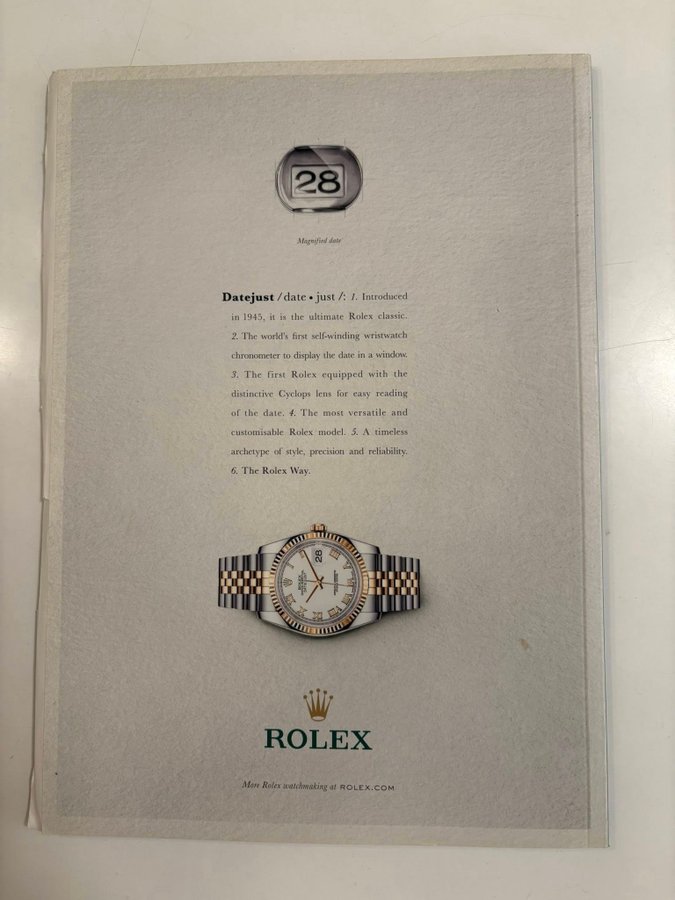 28
Magnified date
Datejust /date • just /: 1. Introduced
in 1945, it is the ultimate Rolex classic.
2. The world's first self-winding wristwatch
chronometer to display the date in a window.
3. The first Rolex equipped with the
distinctive Cyclops lens for easy reading
of the date. 4. The most versatile and
customisable Rolex model. 5. A timeless
archetype of style, precision and reliability.
6. The Rolex Way.
28
ROLEX
ROLEX
More Rolex watchmaking at ROLEX.COM